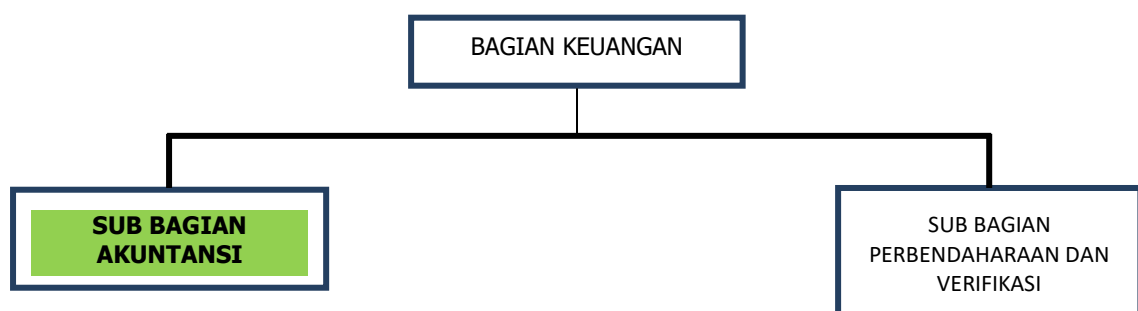 BAGIAN KEUANGAN
SUB BAGIAN
AKUNTANSI
SUB BAGIAN
PERBENDAHARAAN DAN
VERIFIKASI